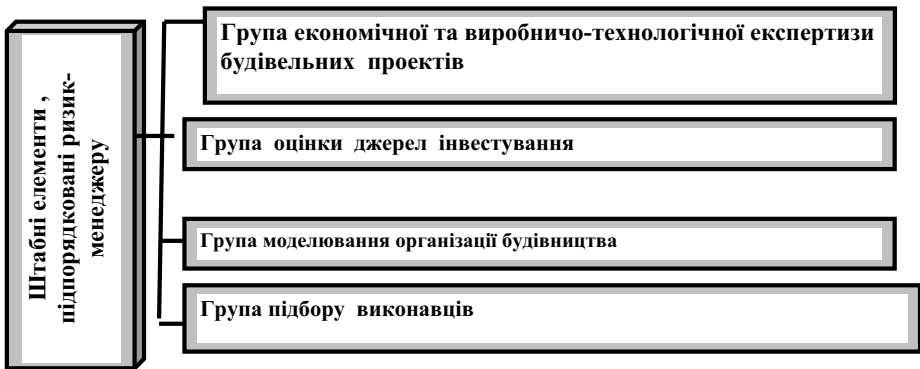 Штабні елементи ,
підпорядковані ризик-
менеджеру
Група економічної та виробничо-технологічної експертизи
будівельних проектів
Група оцінки джерел інвестування
Група моделювання організації будівництва
Група підбору виконавців